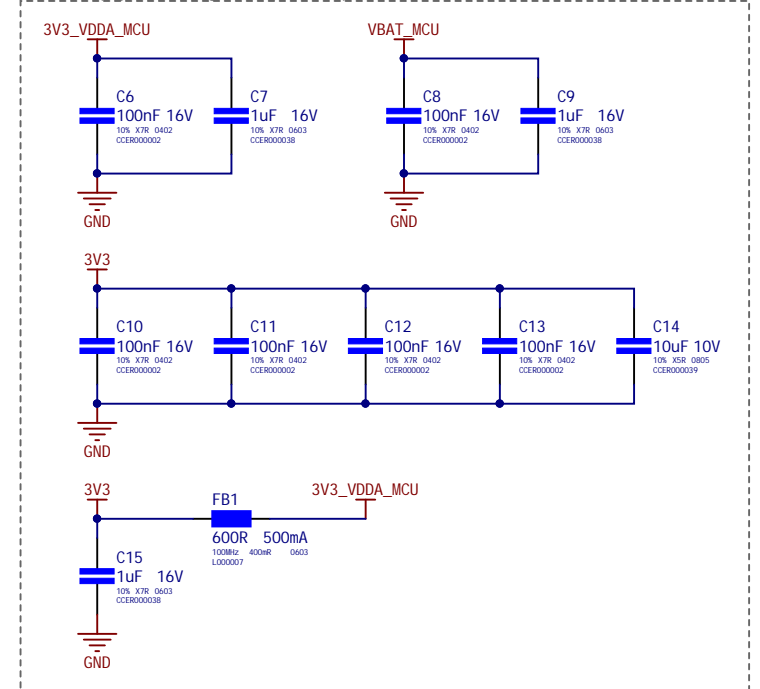 3V3_VDDA_MCU
C6
100nF 16V
10% X7R 0402
CCER000002
C7
1uF 16V
10% X7R 0603
CCER000038
GND
VBAT_MCU
C8
100nF 16V
10% X7R 0402
CCER000002
C9
1uF 16V
10% X7R 0603
CCER000038
GND
3V3
C10
100nF 16V
10% X7R 0402
CCER000002
C11
100nF 16V
10% X7R 0402
CCER000002
C12
100nF 16V
10% X7R 0402
CCER000002
C13
100nF 16V
10% X7R 0402
CCER000002
C14
10uF 10V
10% X5R 0805
CCER000039
GND
3V3
FB1
600R 500mA
100MHz 400mR 0603
L000007
3V3_VDDA_MCU
C15
1uF 16V
10% X7R 0603
CCER000038
GND